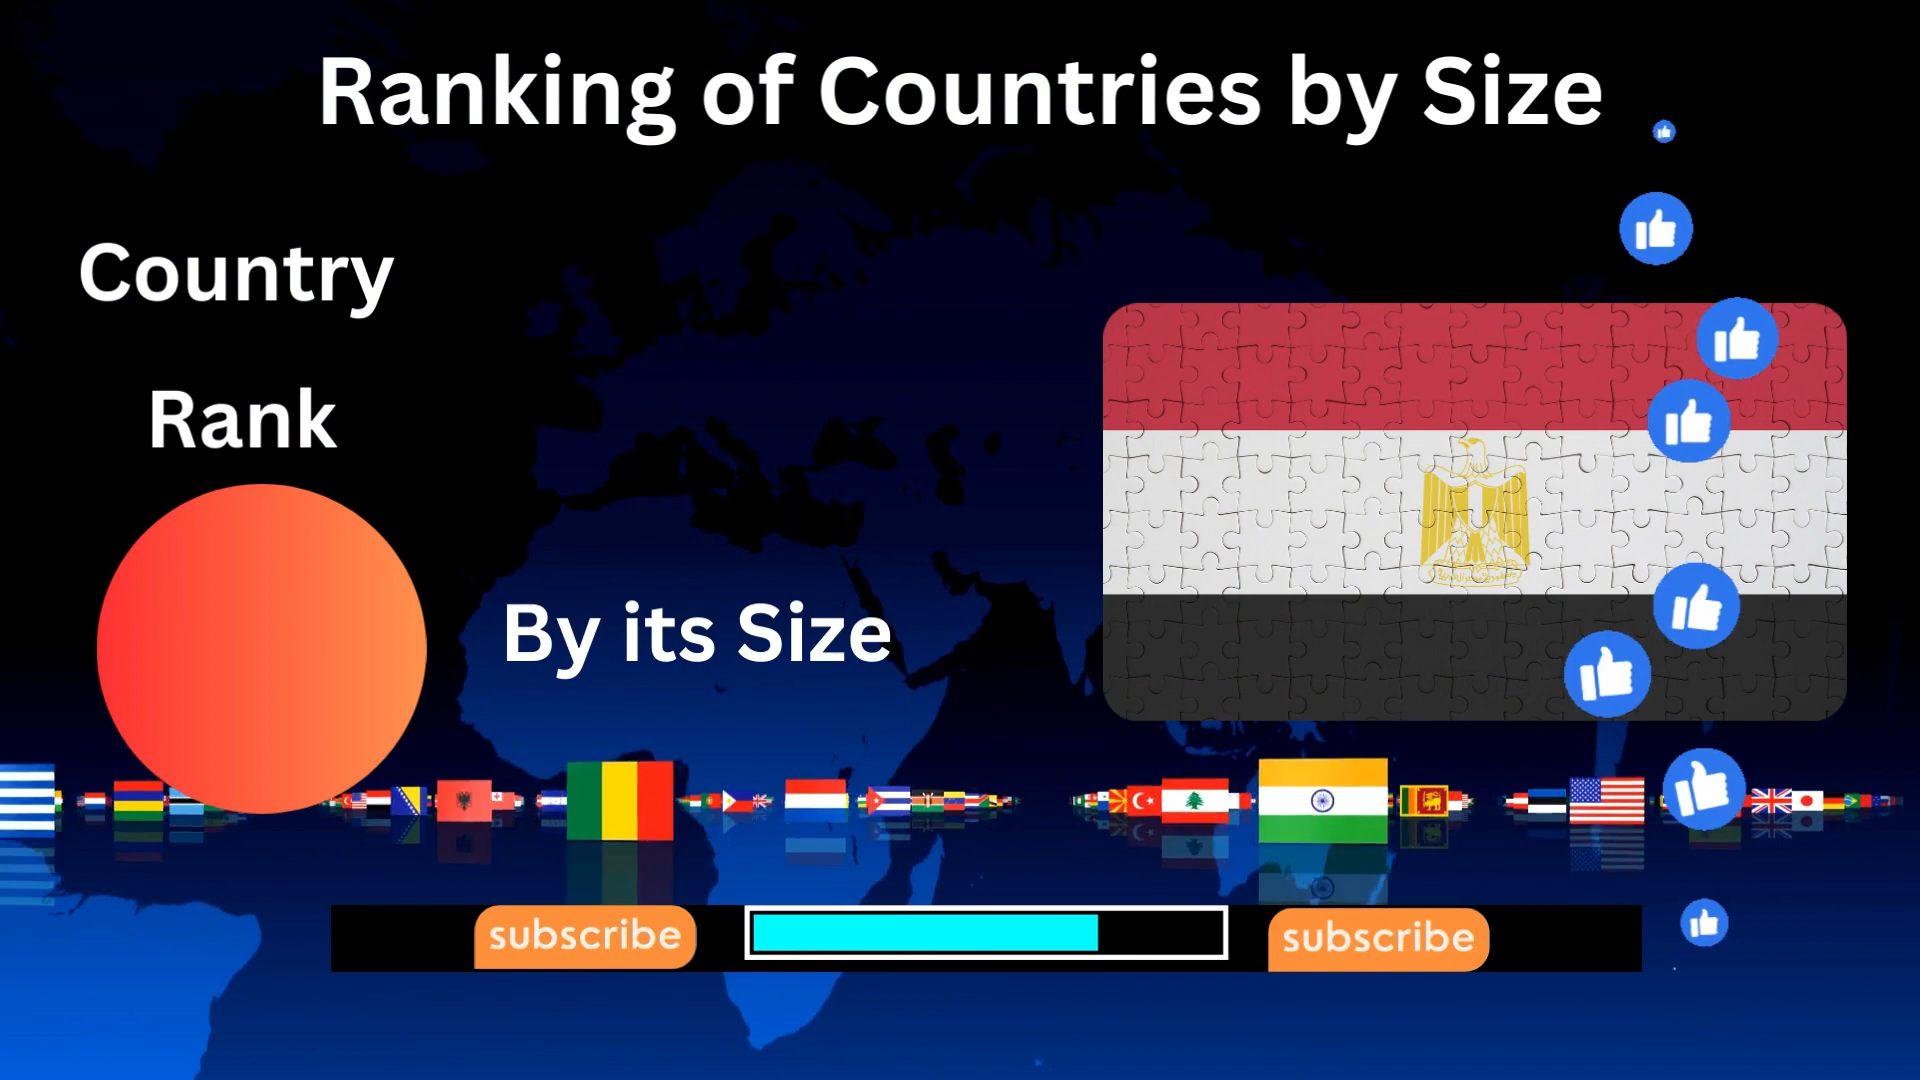 Ranking of Countries by Size
Country
Rank
By its Size
subscribe
subscribe